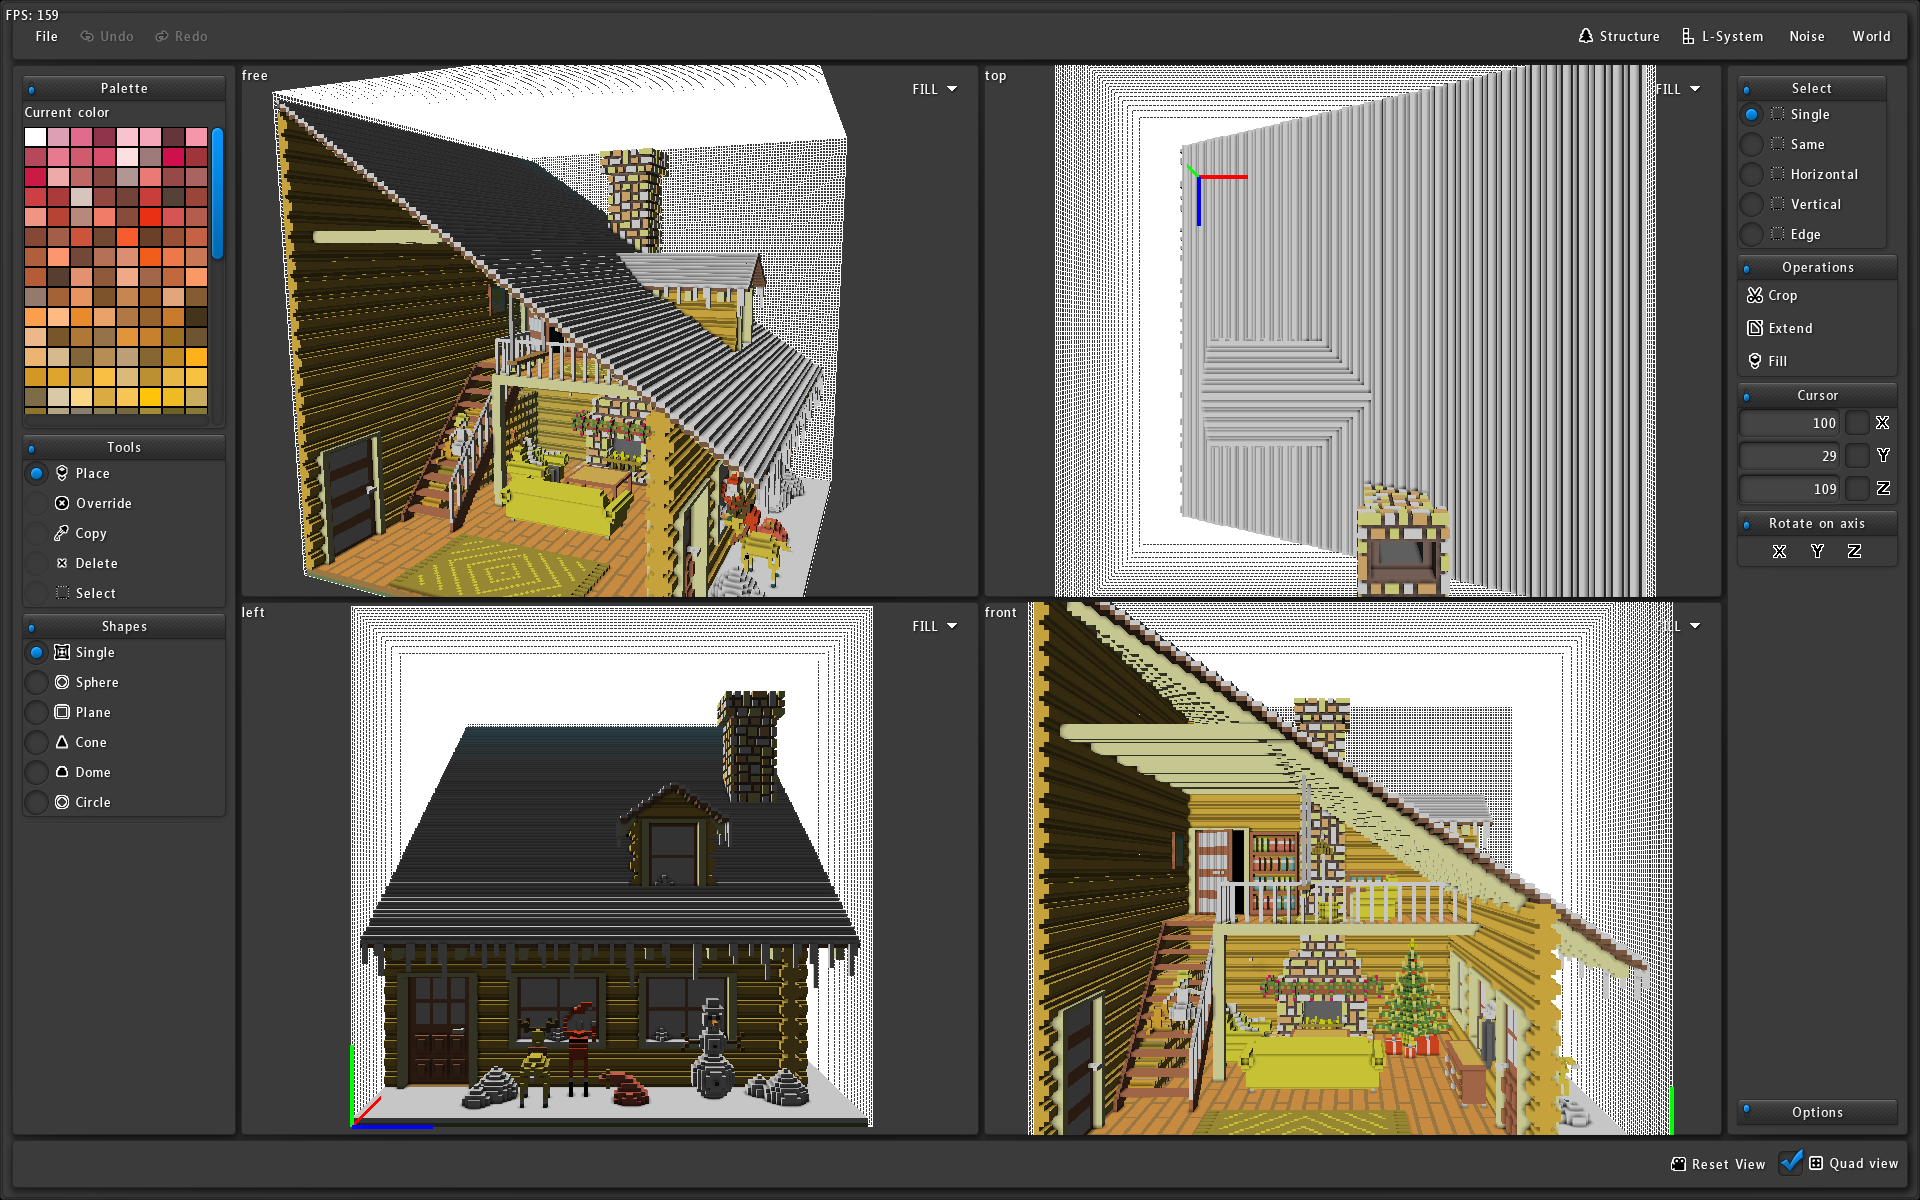 FPS: 159
File Undo Redo Structure L-System Noise World
Palette
Current color
Tools
Place
Override
Copy
Delete
Select
Shapes
Single
Sphere
Plane
Cone
Dome
Circle
free
FILL
top
FILL
left
FILL
front
LL
Select
Single
Same
Horizontal
Vertical
Edge
Operations
Crop
Extend
Fill
Cursor
100 X
29 Y
109 Z
Rotate on axis
X Y Z
Options
Reset View Quad view